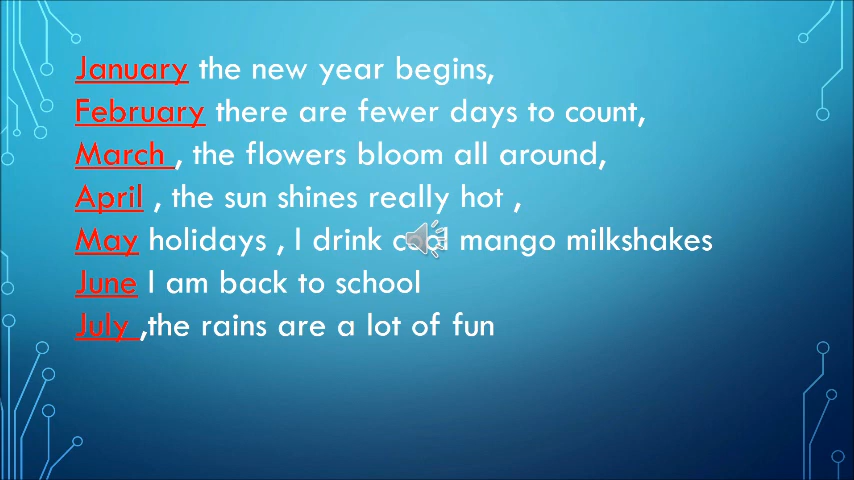 January the new year begins,
February there are fewer days to count,
March , the flowers bloom all around,
April , the sun shines really hot ,
May holidays , I drink cold mango milkshakes
June I am back to school
July ,the rains are a lot of fun